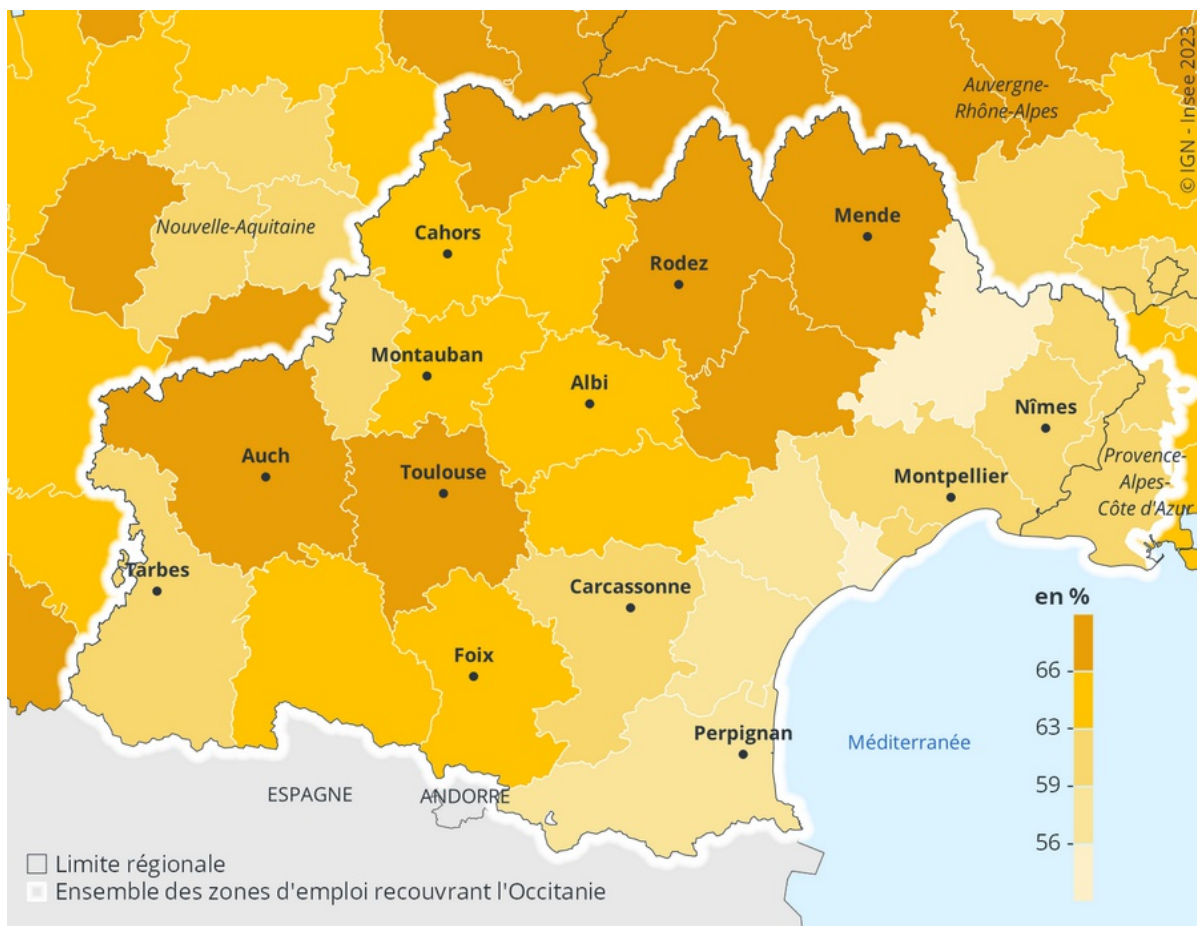 © IGN - Insee 2023
Auvergne-
Rhône-Alpes
Nouvelle-Aquitaine
Cahors
Mende
Rodez
Montauban
Albi
Nîmes
Auch
Toulouse
Montpellier
Provence-
Alpes-
Côte d'Azur
Tarbes
Carcassonne
Foix
Perpignan
Méditerranée
ESPAGNE
ANDORRE
en %
66
63
59
56
Limite régionale
Ensemble des zones d'emploi recouvrant l'Occitanie